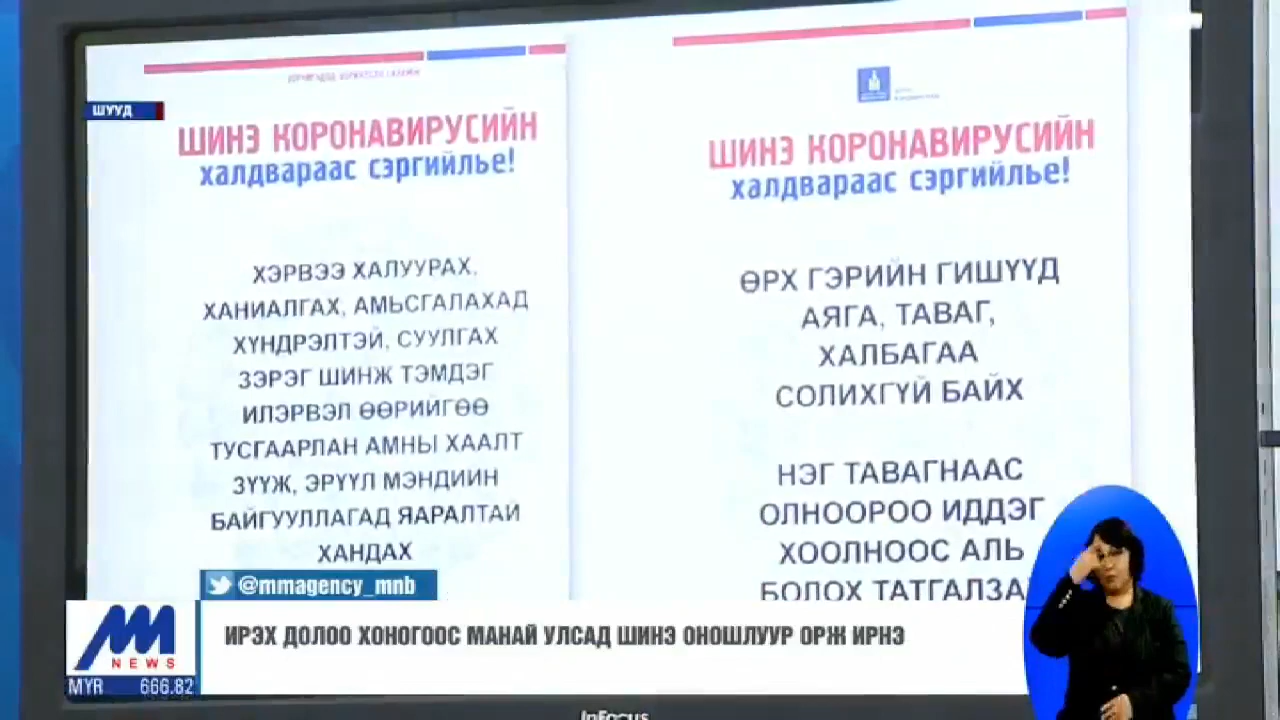 ШУУД
ШИНЭ КОРОНАВИРУСИЙН
халдвараас сэргийлье!
ХЭРВЭЭ ХАЛУУРАХ,
ХАНИАЛГАХ, АМЬСГАЛАХАД
ХҮНДРЭЛТЭЙ, СУУЛГАХ
ЗЭРЭГ ШИНЖ ТЭМДЭГ
ИЛЭРВЭЛ ӨӨРИЙГӨӨ
ТУСГААРЛАН АМНЫ ХААЛТ
ЗҮҮЖ, ЭРҮҮЛ МЭНДИИН
БАЙГУУЛЛАГАД ЯАРАЛТАЙ
ХАНДАХ
ШИНЭ КОРОНАВИРУСИЙН
халдвараас сэргийлье!
ӨРХ ГЭРИЙН ГИШҮҮД
АЯГА, ТАВАГ,
ХАЛБАГАА
СОЛИХГҮЙ БАЙХ
НЭГ ТАВАГНААС
ОЛНООРОО ИДДЭГ
ХООЛНООС АЛЬ
БОЛОХ
@mmagency_mnb
ИРЭХ ДОЛОО ХОНОГООС МАНАЙ УЛСАД ШИНЭ ОНОШЛУУР ОРЖ ИРНЭ
M NEWS
MYR 666.82
InFocus